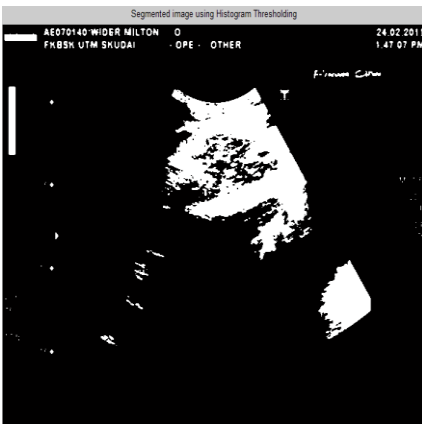 Segmented image using Histogram Thresholding
AE070140 WIDER MILTON O 24.02.2011
FKBSK UTM SKUDAI - OPE - OTHER 1.47 07 PM
T